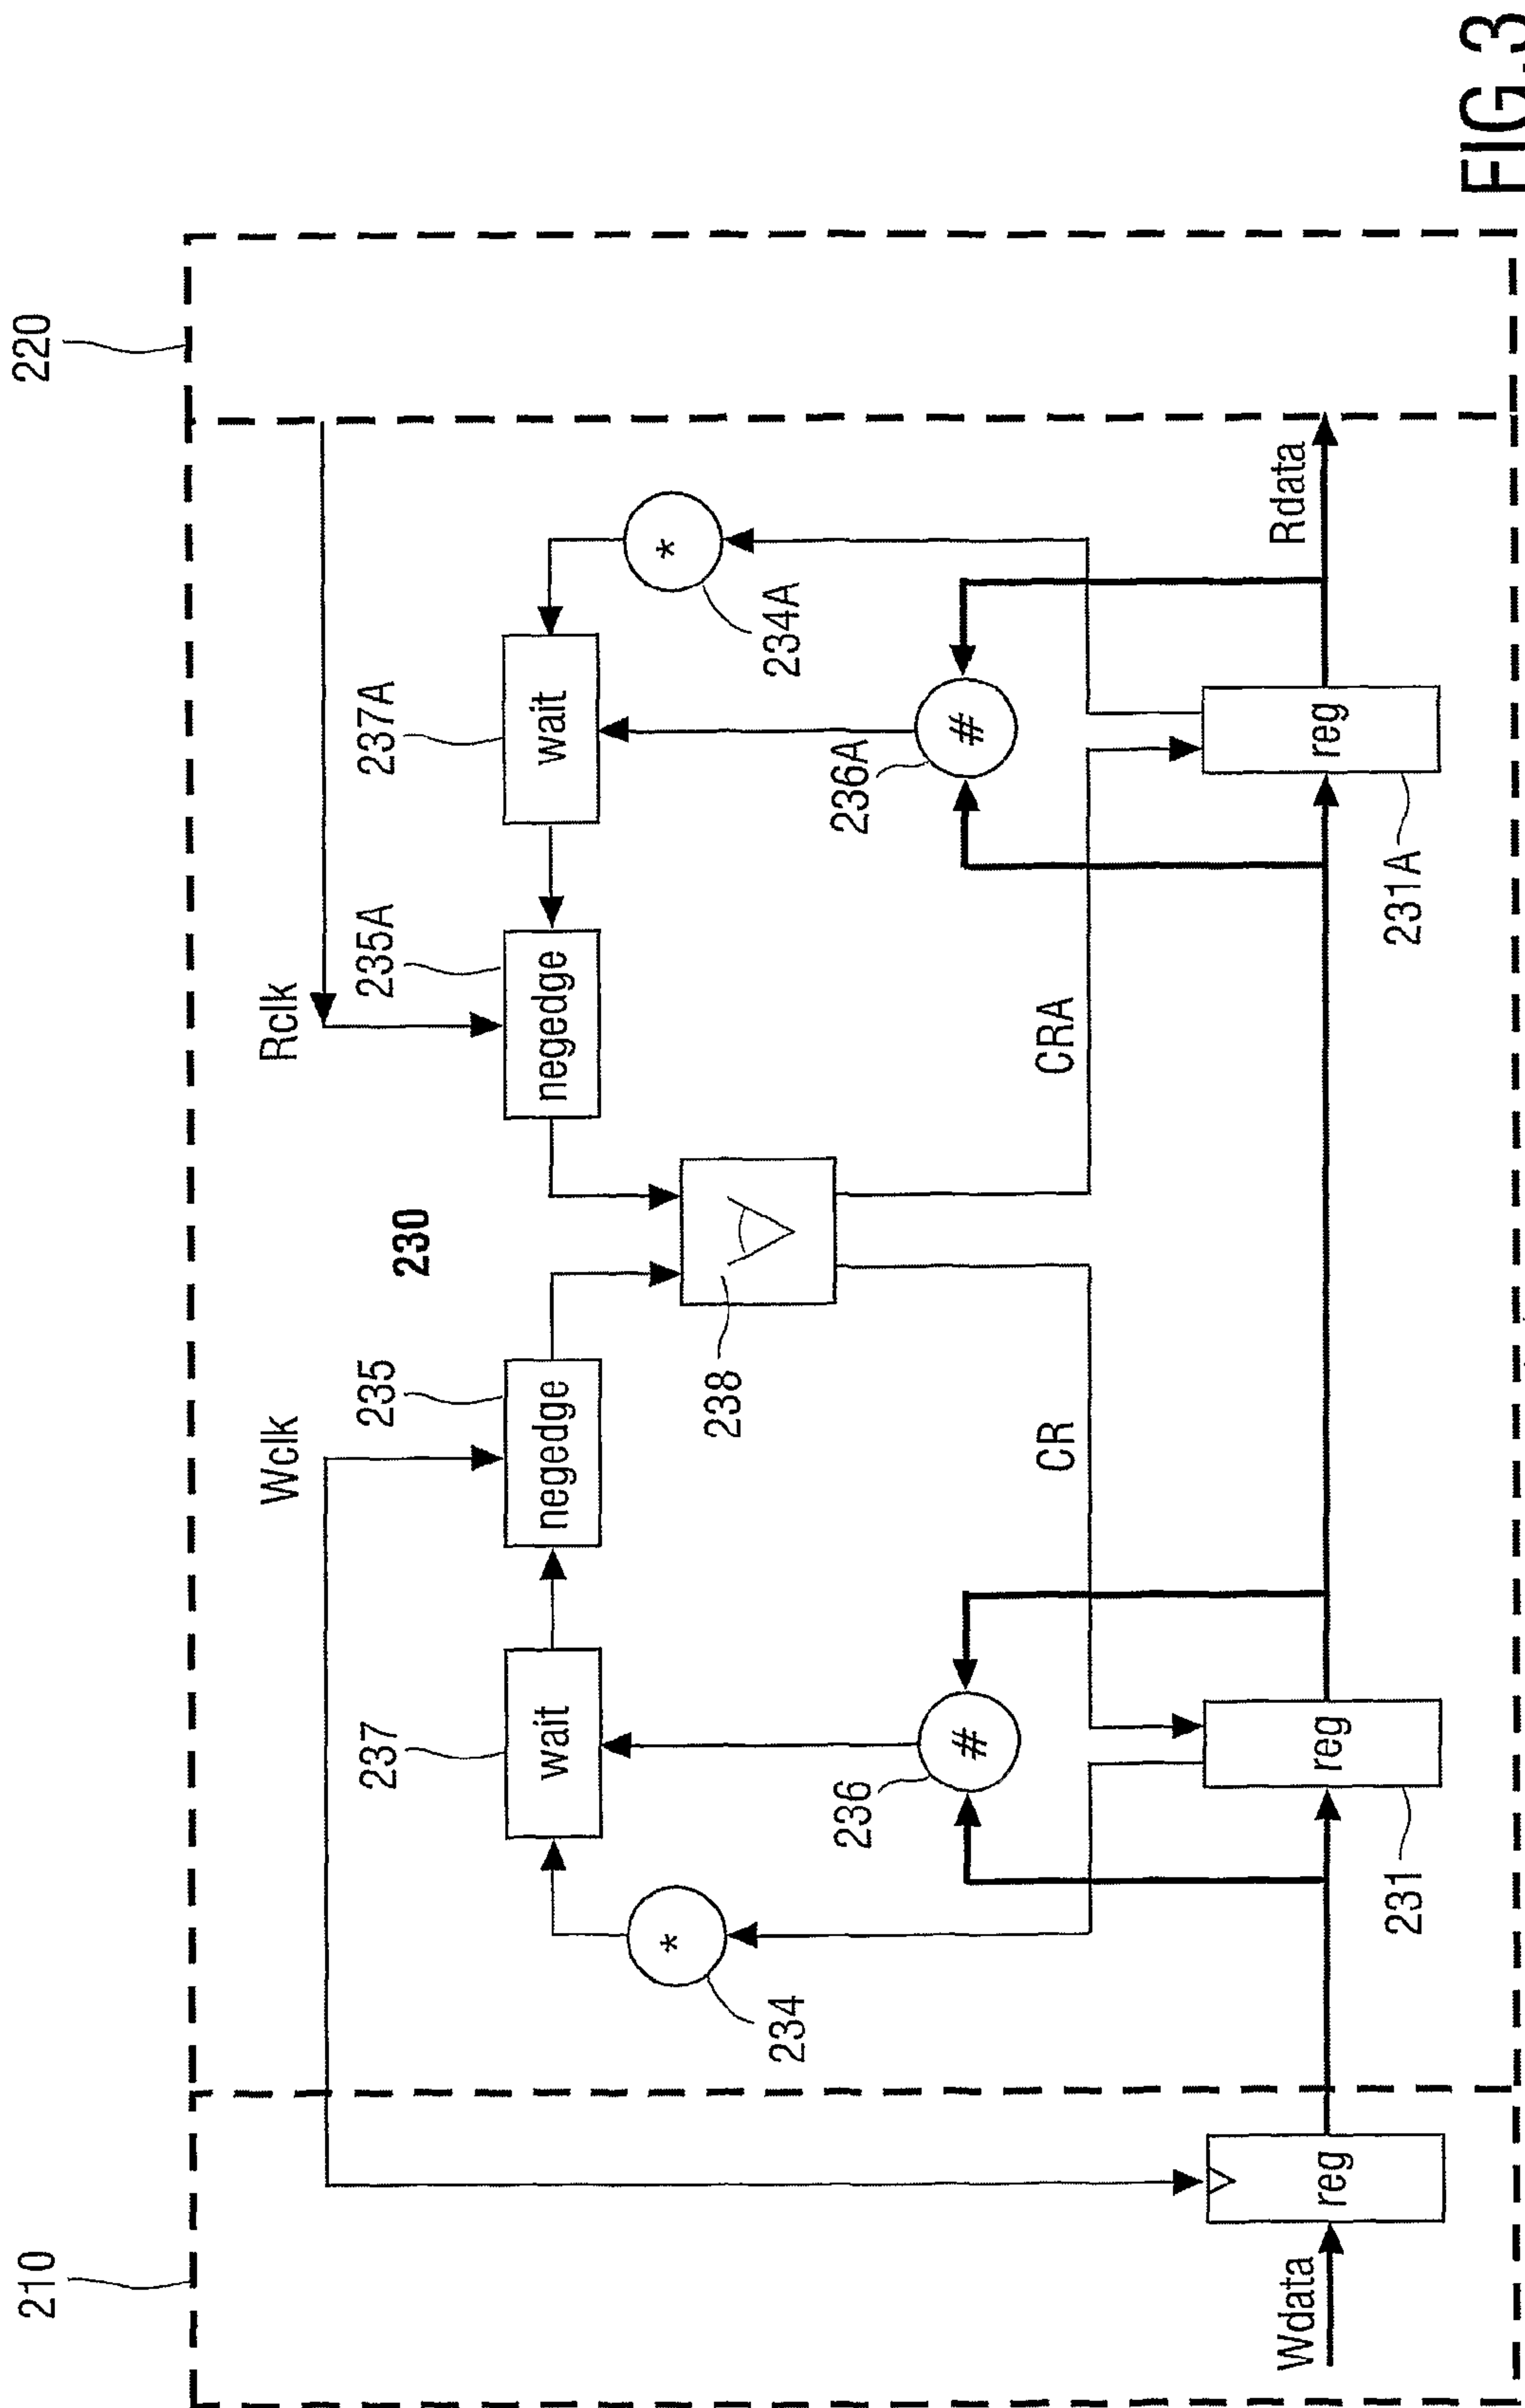 210
220
Wclk
Rclk
230
237
235
235A
237A
wait
negedge
negedge
wait
*
*
234
238
234A
236
#
236A
#
CR
CRA
Wdata
reg
reg
231
reg
231A
Rdata
FIG.3